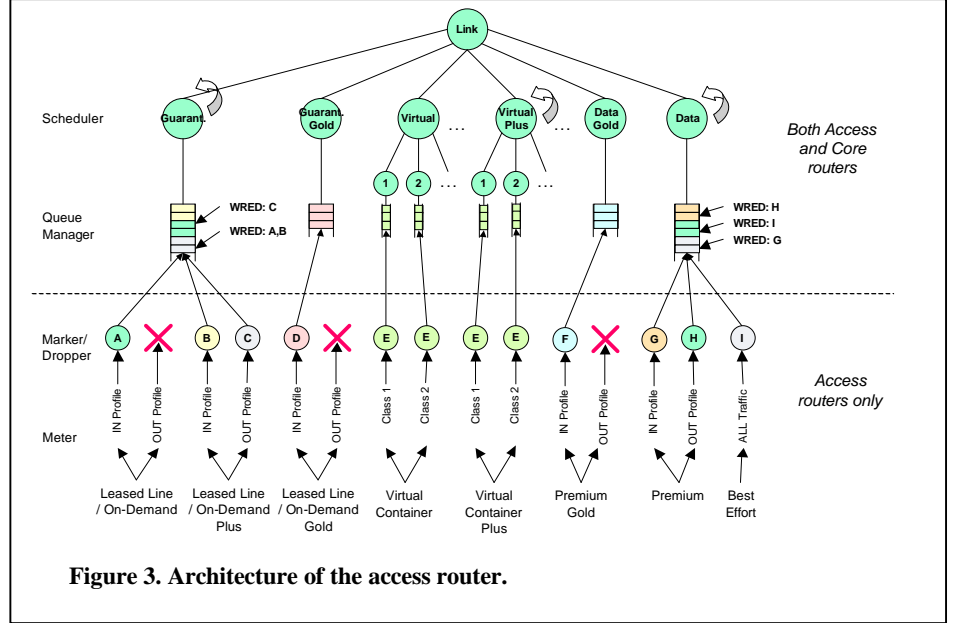 Link
Scheduler
Guarant.
Guarant.
Gold
Virtual
...
Virtual
Plus
...
Data
Gold
Data
Both Access
and Core
routers
1
2
...
1
2
...
Queue
Manager
WRED: C
WRED: A,B
WRED: H
WRED: I
WRED: G
Marker/
Dropper
A
B
C
D
E
E
E
E
F
G
H
I
Access
routers only
Meter
IN Profile
OUT Profile
IN Profile
OUT Profile
IN Profile
OUT Profile
Class 1
Class 2
Class 1
Class 2
IN Profile
OUT Profile
IN Profile
OUT Profile
ALL Traffic
Leased Line
/ On-Demand
Leased Line
/ On-Demand
Plus
Leased Line
/ On-Demand
Gold
Virtual
Container
Virtual
Container
Plus
Premium
Gold
Premium
Best
Effort
Figure 3. Architecture of the access router.